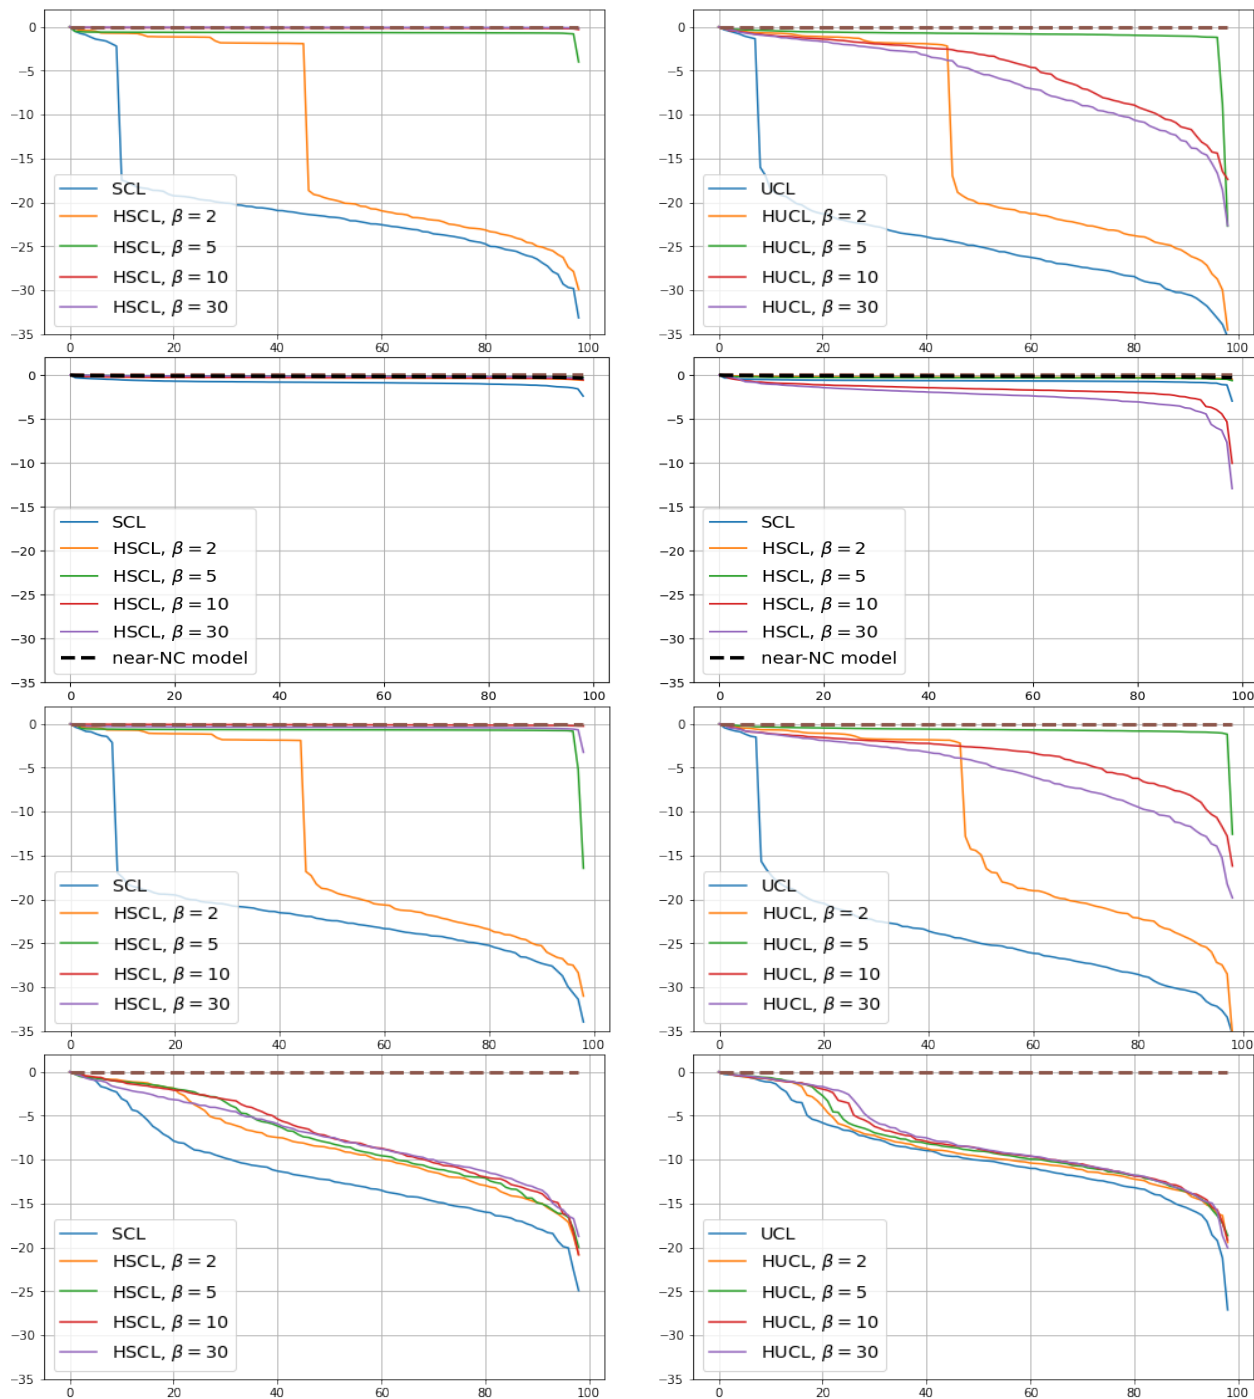 0
−5
−10
−15
−20
−25
−30
−35
SCL
HSCL, β = 2
HSCL, β = 5
HSCL, β = 10
HSCL, β = 30
0 20 40 60 80 100
0
−5
−10
−15
−20
−25
−30
−35
UCL
HUCL, β = 2
HUCL, β = 5
HUCL, β = 10
HUCL, β = 30
0 20 40 60 80 100
0
−5
−10
−15
−20
−25
−30
−35
SCL
HSCL, β = 2
HSCL, β = 5
HSCL, β = 10
HSCL, β = 30
near-NC model
0 20 40 60 80 100
0
−5
−10
−15
−20
−25
−30
−35
SCL
HSCL, β = 2
HSCL, β = 5
HSCL, β = 10
HSCL, β = 30
near-NC model
0 20 40 60 80 100
0
−5
−10
−15
−20
−25
−30
−35
SCL
HSCL, β = 2
HSCL, β = 5
HSCL, β = 10
HSCL, β = 30
0 20 40 60 80 100
0
−5
−10
−15
−20
−25
−30
−35
UCL
HUCL, β = 2
HUCL, β = 5
HUCL, β = 10
HUCL, β = 30
0 20 40 60 80 100
0
−5
−10
−15
−20
−25
−30
−35
SCL
HSCL, β = 2
HSCL, β = 5
HSCL, β = 10
HSCL, β = 30
0 20 40 60 80 100
0
−5
−10
−15
−20
−25
−30
−35
UCL
HUCL, β = 2
HUCL, β = 5
HUCL, β = 10
HUCL, β = 30
0 20 40 60 80 100